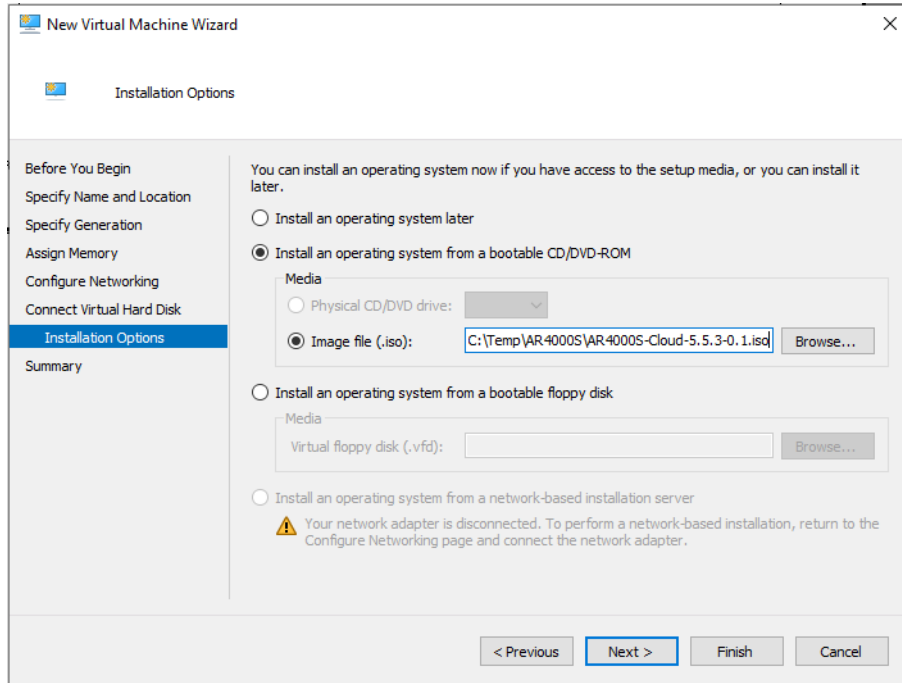 New Virtual Machine Wizard
Installation Options
Before You Begin
Specify Name and Location
Specify Generation
Assign Memory
Configure Networking
Connect Virtual Hard Disk
Installation Options
Summary
You can install an operating system now if you have access to the setup media, or you can install it
later.
Install an operating system later
Install an operating system from a bootable CD/DVD-ROM
Media
Physical CD/DVD drive:
Image file (.iso): C:\Temp\AR4000S\AR4000S-Cloud-5.5.3-0.1.iso Browse...
Install an operating system from a bootable floppy disk
Media
Virtual floppy disk (.vfd): Browse...
Install an operating system from a network-based installation server
Your network adapter is disconnected. To perform a network-based installation, return to the
Configure Networking page and connect the network adapter.
< Previous Next > Finish Cancel